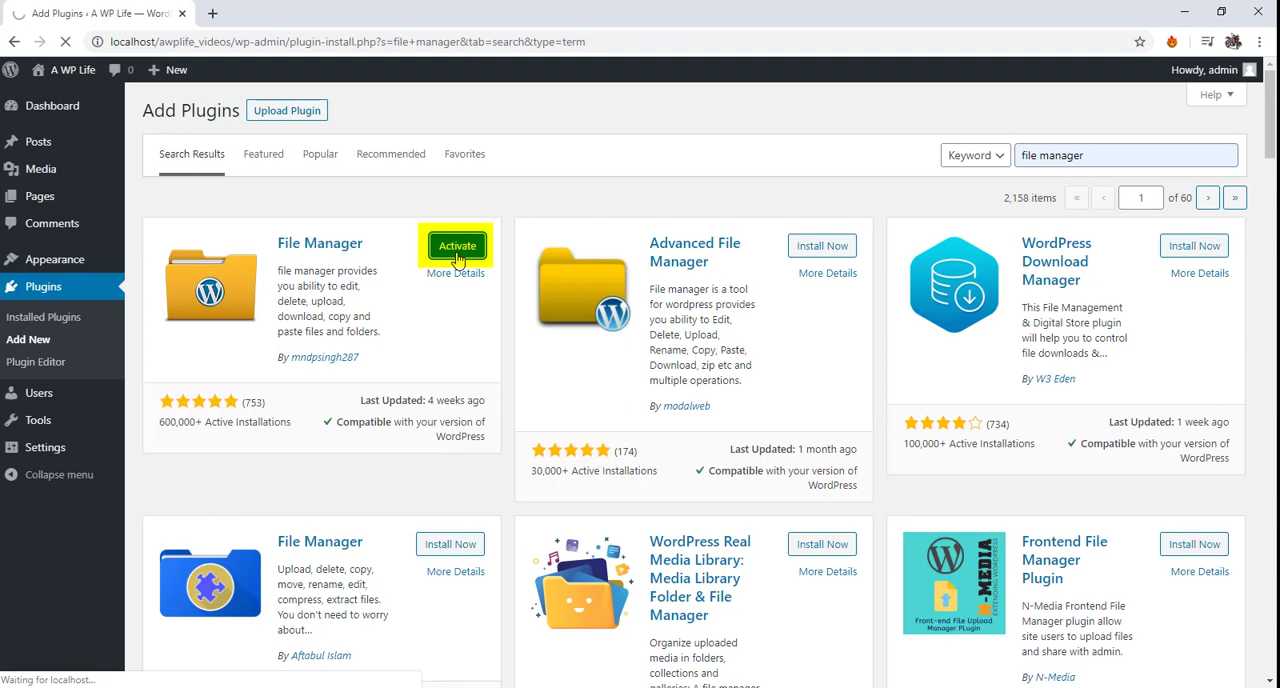 Add Plugins ‹ A WP Life — Word
localhost/awplife_videos/wp-admin/plugin-install.php?s=file+manager&tab=search&type=term
A WP Life
0
New
Howdy, admin
Dashboard
Posts
Media
Pages
Comments
Appearance
Plugins
Installed Plugins
Add New
Plugin Editor
Users
Tools
Settings
Collapse menu
Help
Add Plugins
Upload Plugin
Search Results
Featured
Popular
Recommended
Favorites
Keyword
file manager
2,158 items
«
‹
1
of 60
›
»
File Manager
Activate
More Details
file manager provides
you ability to edit,
delete, upload,
download, copy and
paste files and folders.
By mndpsingh287
(753)
600,000+ Active Installations
Last Updated: 4 weeks ago
Compatible with your version of
WordPress
Advanced File
Manager
Install Now
More Details
File manager is a tool
for wordpress provides
you ability to Edit,
Delete, Upload,
Rename, Copy, Paste,
Download, zip etc and
multiple operations.
By modalweb
(174)
30,000+ Active Installations
Last Updated: 1 month ago
Compatible with your version of
WordPress
WordPress
Download
Manager
Install Now
More Details
This File Management
& Digital Store plugin
will help you to control
file downloads &...
By W3 Eden
(734)
100,000+ Active Installations
Last Updated: 1 week ago
Compatible with your version of
WordPress
File Manager
Install Now
More Details
Upload, delete, copy,
move, rename, edit,
compress, extract files.
You don't need to worry
about...
By Aftabul Islam
WordPress Real
Media Library:
Media Library
Folder & File
Manager
Install Now
More Details
Organize uploaded
media in folders,
collections and
galleries: A file manager
N-MEDIA
EXTENDING WORDPRESS
Front-end File Upload
Manager PLugin
Frontend File
Manager
Plugin
Install Now
More Details
N-Media Frontend File
Manager plugin allow
site users to upload files
and share with admin.
By N-Media
Waiting for localhost...